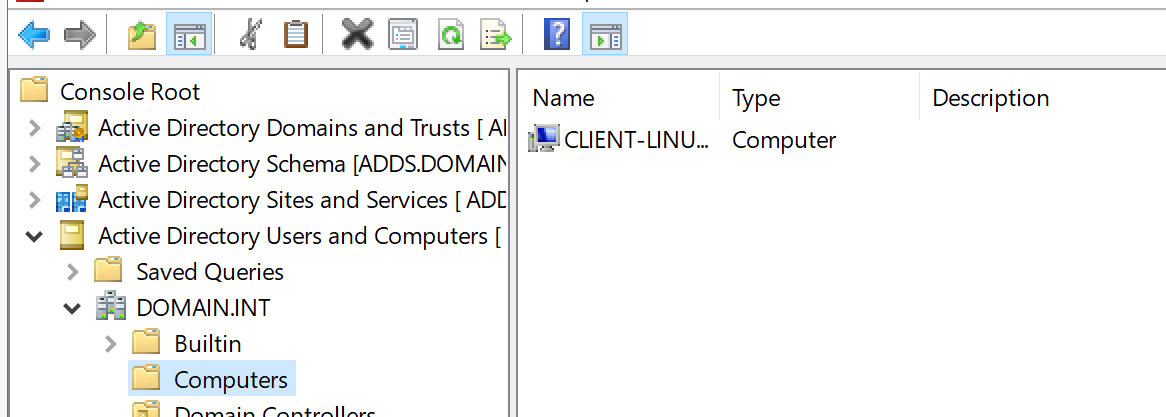 Console Root
Active Directory Domains and Trusts [ A
Active Directory Schema [ADDS.DOMAIN
Active Directory Sites and Services [ ADD
Active Directory Users and Computers [
Saved Queries
DOMAIN.INT
Builtin
Computers
Domain Controllers
Name Type Description
CLIENT-LINU... Computer